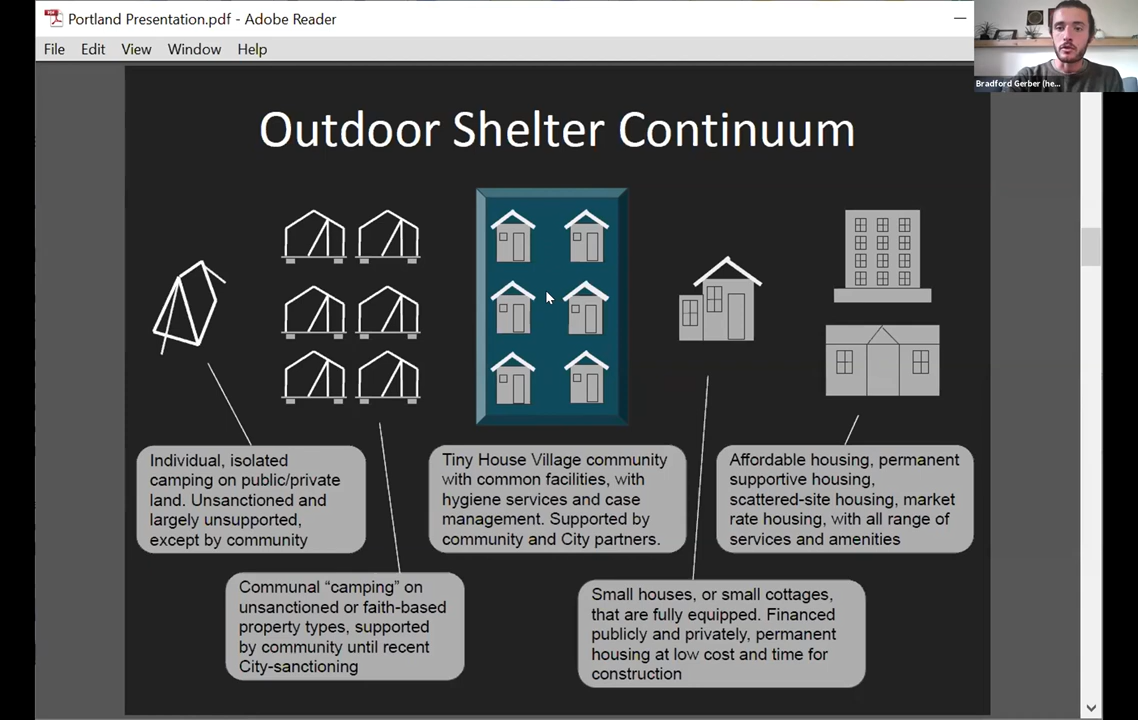 Portland Presentation.pdf - Adobe Reader
File Edit View Window Help
Bradford Gerber (he...
Outdoor Shelter Continuum
Individual, isolated
camping on public/private
land. Unsanctioned and
largely unsupported,
except by community
Communal “camping” on
unsanctioned or faith-based
property types, supported
by community until recent
City-sanctioning
Tiny House Village community
with common facilities, with
hygiene services and case
management. Supported by
community and City partners.
Small houses, or small cottages,
that are fully equipped. Financed
publicly and privately, permanent
housing at low cost and time for
construction
Affordable housing, permanent
supportive housing,
scattered-site housing, market
rate housing, with all range of
services and amenities